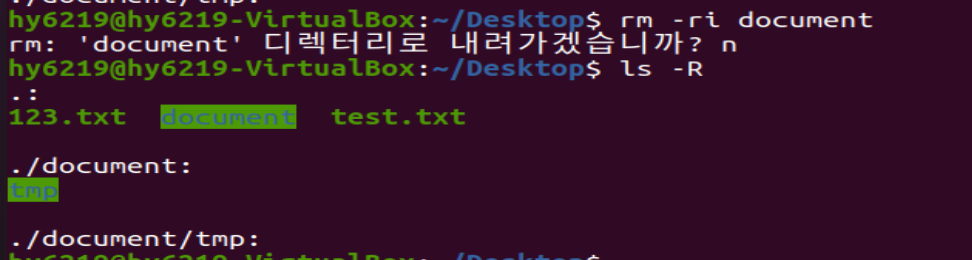 ./document/tmp:
hy6219@hy6219-VirtualBox:~/Desktop$ rm -ri document
rm: 'document' 디렉터리로 내려가겠습니까? n
hy6219@hy6219-VirtualBox:~/Desktop$ ls -R
.:
123.txt  document  test.txt
./document:
tmp
./document/tmp:
hy6219@hy6219-VirtualBox:~/Desktop$